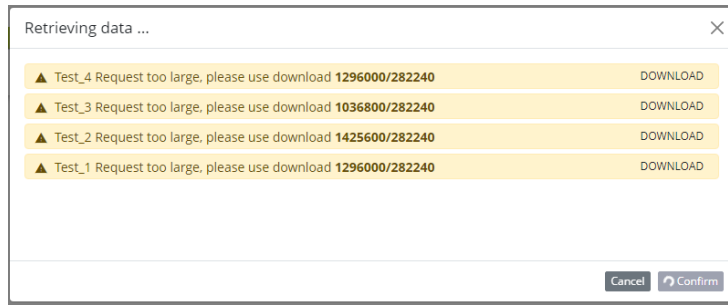 Retrieving data ...
Test_4 Request too large, please use download 1296000/282240 DOWNLOAD
Test_3 Request too large, please use download 1036800/282240 DOWNLOAD
Test_2 Request too large, please use download 1425600/282240 DOWNLOAD
Test_1 Request too large, please use download 1296000/282240 DOWNLOAD
Cancel Confirm